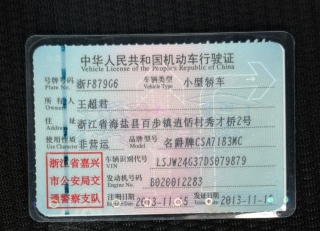 中华人民共和国机动车行驶证
Vehicle License of the People's Republic of China
号牌号码 浙F879G6 车辆类型 小型轿车
Plate No. Vehicle Type
所有人 王超君
Owner
住址 浙江省海盐县百步镇逍恬村秀才桥2号
Address
使用性质 非营运 品牌型号 名爵牌CSA7183MC
Use Character Model
浙江省嘉兴
市公安局交
通警察支队
车辆识别代号 LSJW24G37DS079879
VIN
发动机号码 B020012283
Engine No.
注册日期 2013-11-15 发证日期
Register Date Issue Date